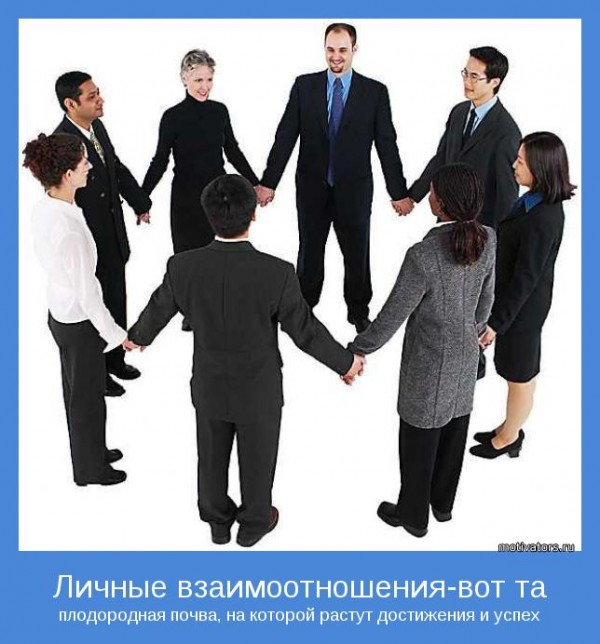 motivators.ru
Личные взаимоотношения-вот та
плодородная почва, на которой растут достижения и успех